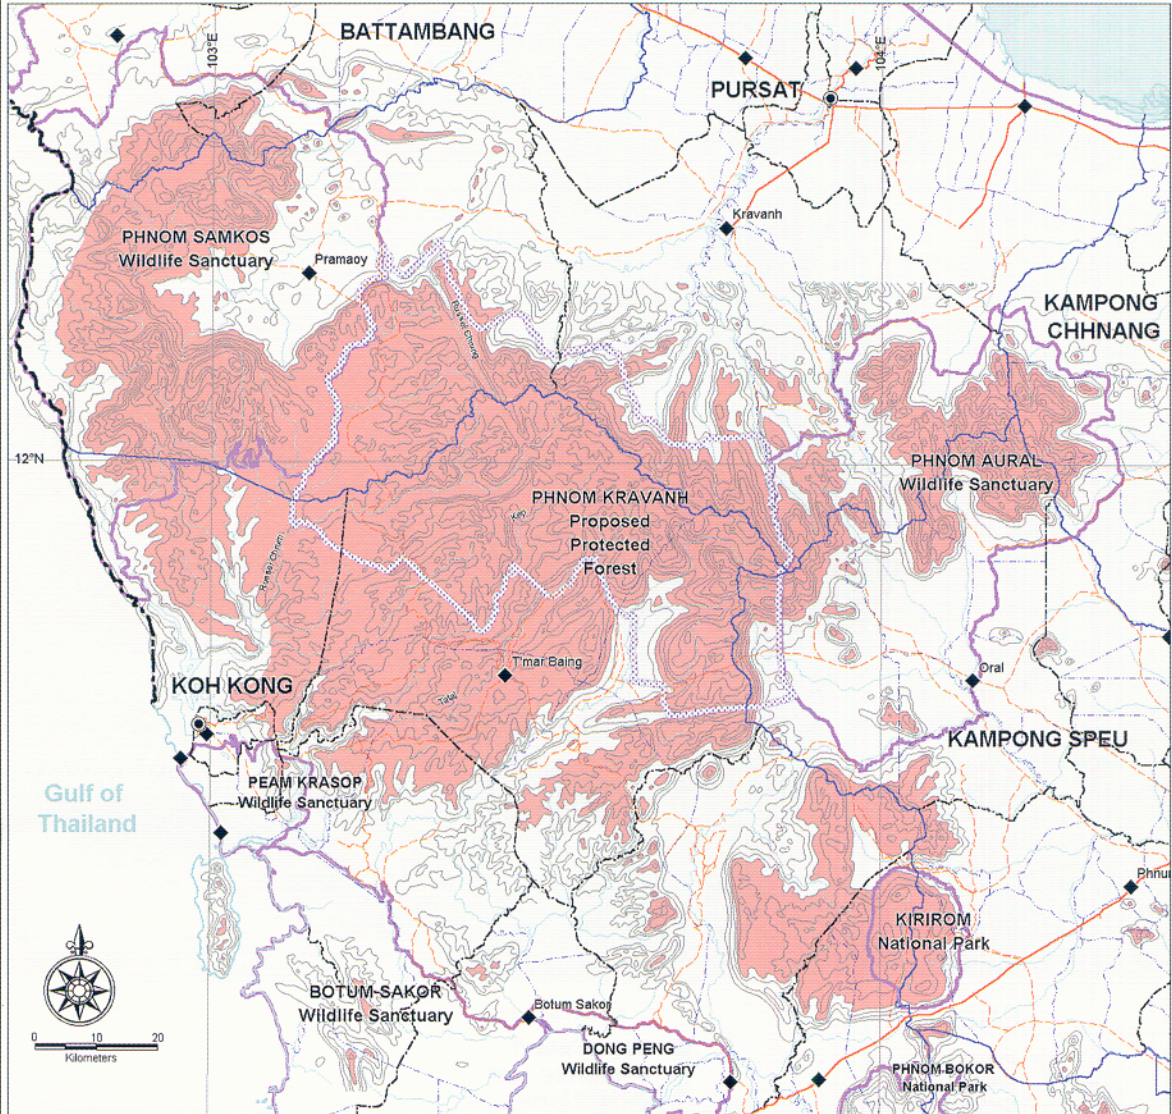 BATTAMBANG
103°E
104°E
PURSAT
Kravanh
PHNOM SAMKOS
Wildlife Sanctuary
Pramaoy
KAMPONG
CHHNANG
12°N
PHNOM AURAL
Wildlife Sanctuary
PHNOM KRAVANH
Proposed
Protected
Forest
Kep
T'mar Baing
Tatai
Oral
KOH KONG
KAMPONG SPEU
PEAM KRASOP
Wildlife Sanctuary
Gulf of
Thailand
KIRIROM
National Park
BOTUM-SAKOR
Wildlife Sanctuary
Botum Sakor
DONG PENG
Wildlife Sanctuary
PHNOM BOKOR
National Park
0 10 20
Kilometers